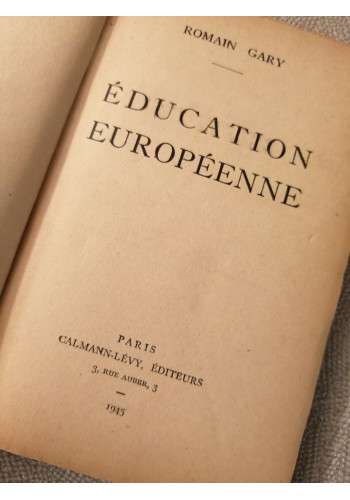 ROMAIN GARY
ÉDUCATION
EUROPÉENNE
PARIS
CALMANN-LÉVY, ÉDITEURS
3, RUE AUBER, 3
1945